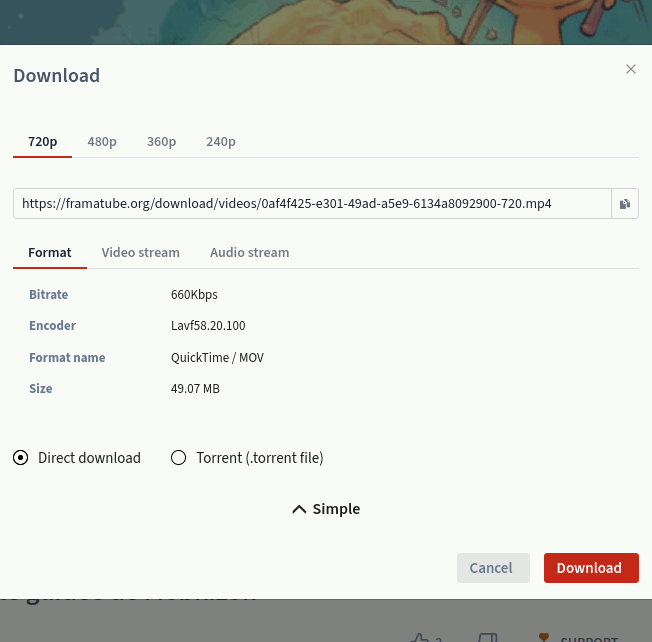 Download
×
720p 480p 360p 240p
https://framatube.org/download/videos/0af4f425-e301-49ad-a5e9-6134a8092900-720.mp4
Format Video stream Audio stream
Bitrate 660Kbps
Encoder Lavf58.20.100
Format name QuickTime / MOV
Size 49.07 MB
Direct download Torrent (.torrent file)
Simple
Cancel Download
SUPPORT